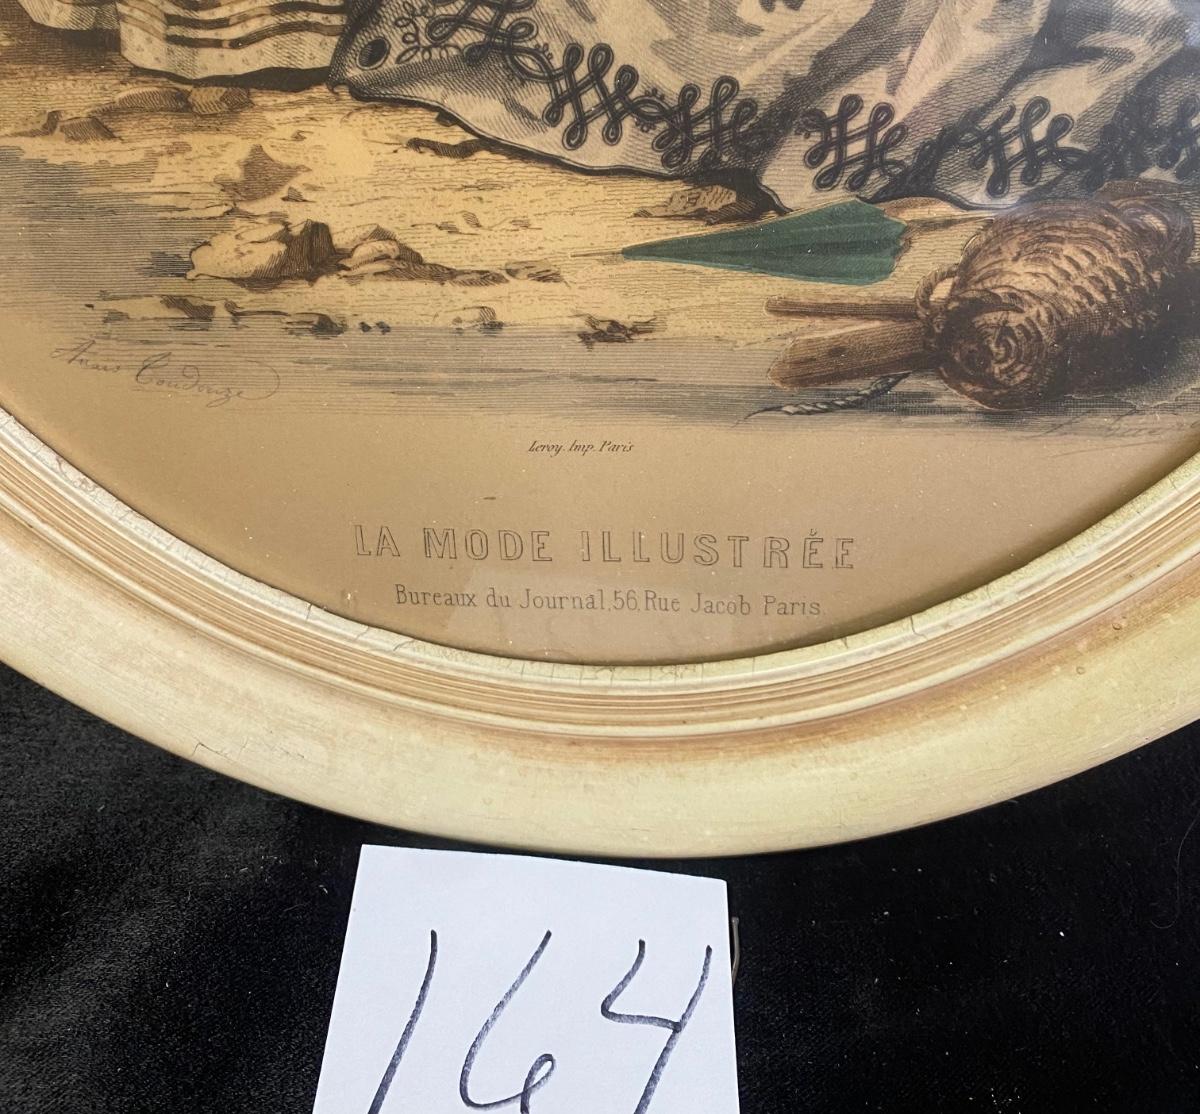 Anaïs Toudouze
Leroy. Imp. Paris
LA MODE ILLUSTRÉE
Bureaux du Journal, 56, Rue Jacob Paris
164